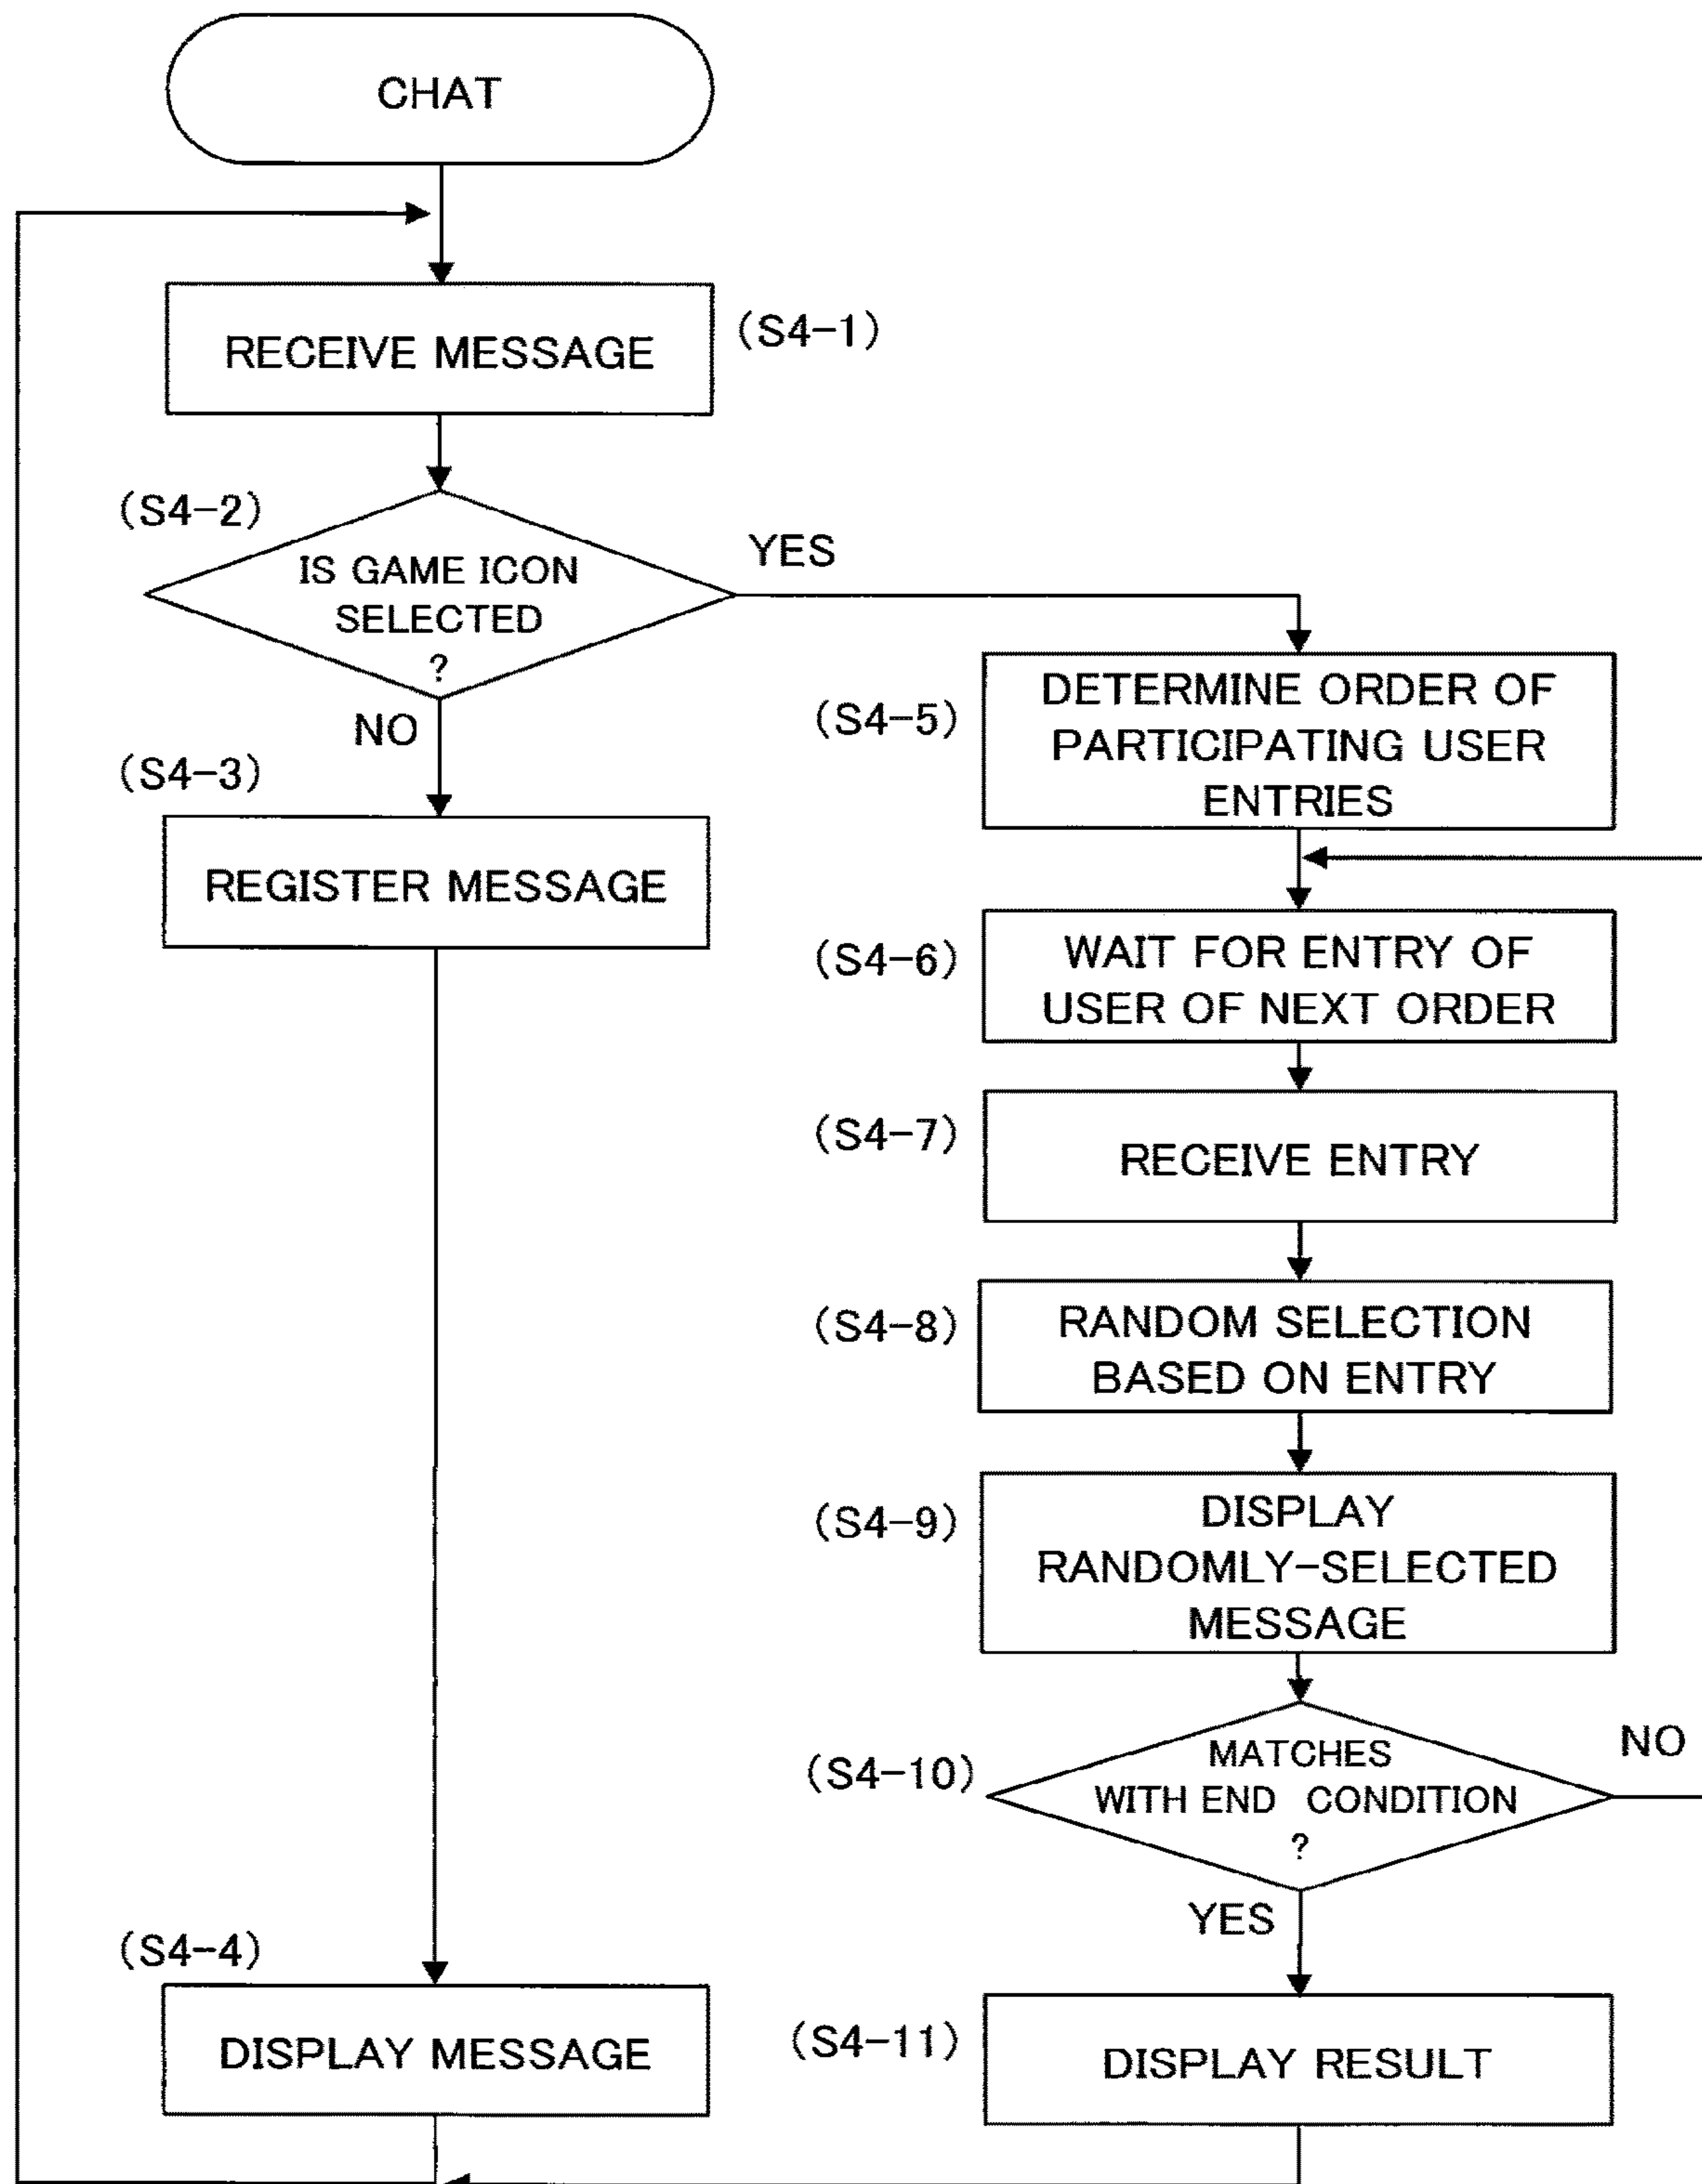 CHAT
RECEIVE MESSAGE
(S4-1)
(S4-2)
IS GAME ICON
SELECTED
?
YES
NO
(S4-3)
REGISTER MESSAGE
(S4-4)
DISPLAY MESSAGE
(S4-5)
DETERMINE ORDER OF
PARTICIPATING USER
ENTRIES
(S4-6)
WAIT FOR ENTRY OF
USER OF NEXT ORDER
(S4-7)
RECEIVE ENTRY
(S4-8)
RANDOM SELECTION
BASED ON ENTRY
(S4-9)
DISPLAY
RANDOMLY-SELECTED
MESSAGE
(S4-10)
MATCHES
WITH END CONDITION
?
NO
YES
(S4-11)
DISPLAY RESULT